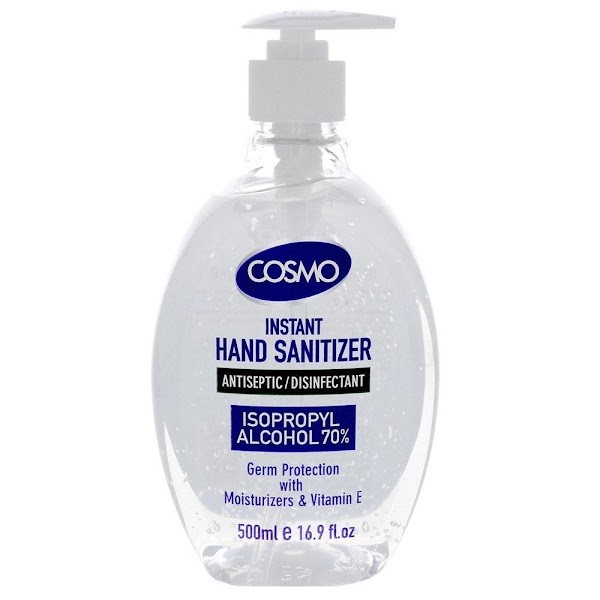 COSMO
INSTANT
HAND SANITIZER
ANTISEPTIC/DISINFECTANT
ISOPROPYL
ALCOHOL 70%
Germ Protection
with
Moisturizers & Vitamin E
500ml e 16.9 fl.oz